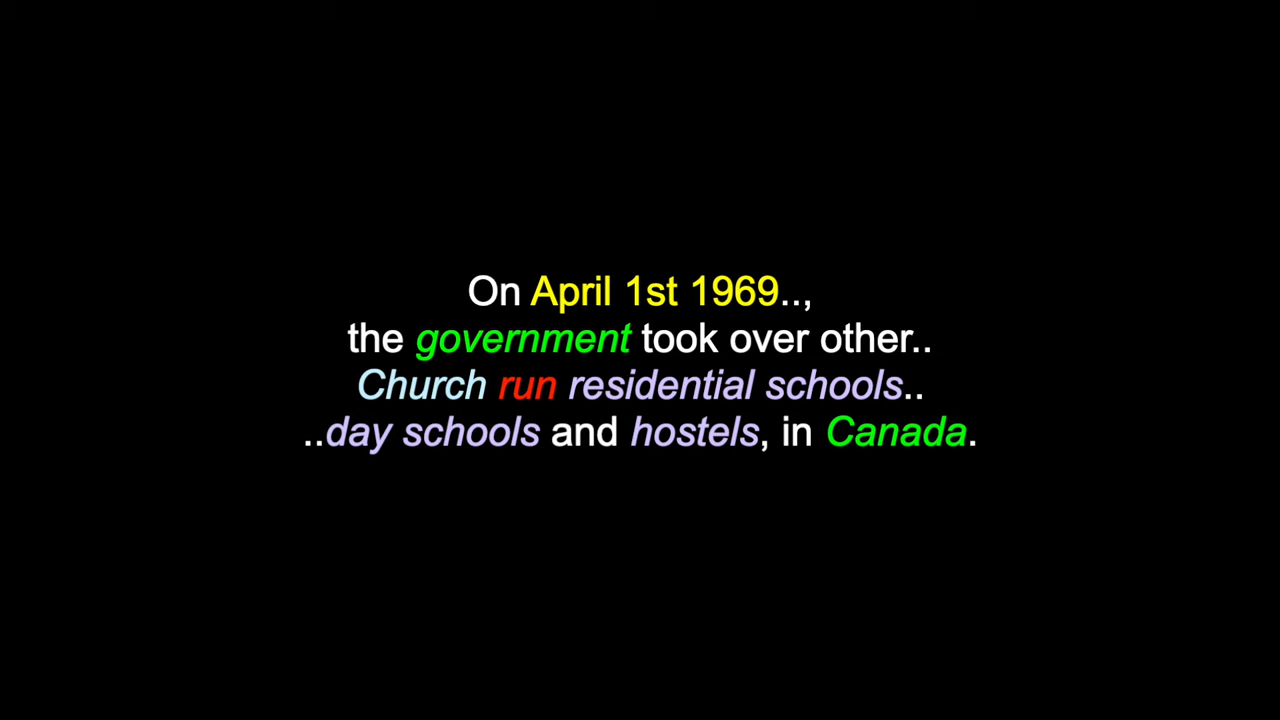 On April 1st 1969..,
the government took over other..
Church run residential schools..
..day schools and hostels, in Canada.